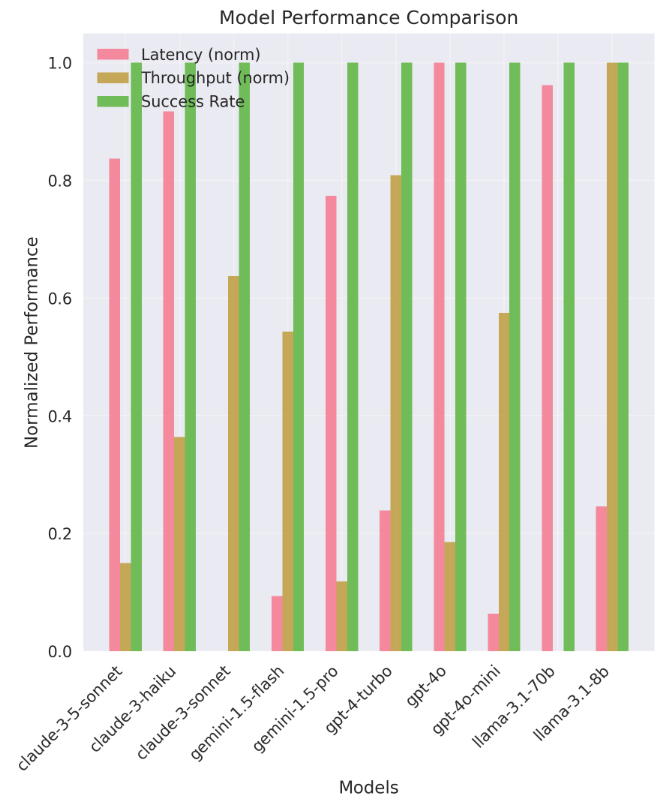 Model Performance Comparison
Latency (norm)
Throughput (norm)
Success Rate
Normalized Performance
1.0
0.8
0.6
0.4
0.2
0.0
claude-3-5-sonnet
claude-3-haiku
claude-3-sonnet
gemini-1.5-flash
gemini-1.5-pro
gpt-4-turbo
gpt-4o
gpt-4o-mini
llama-3.1-70b
llama-3.1-8b
Models